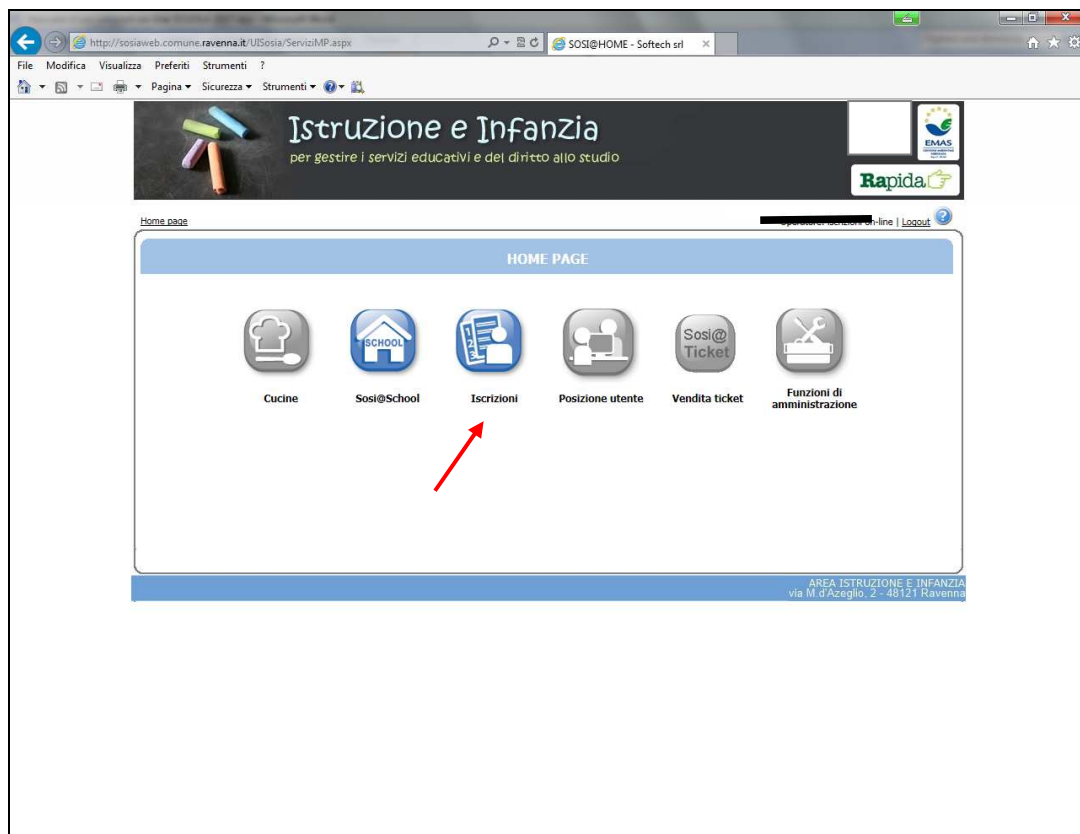 http://sosiaweb.comune.ravenna.it/UISosia/ServiziMP.aspx
SOSI@HOME - Softech srl
File Modifica Visualizza Preferiti Strumenti ?
Pagina Sicurezza Strumenti
Istruzione e Infanzia
per gestire i servizi educativi e del diritto allo studio
EMAS
Rapida
Home page
n-line | Logout
HOME PAGE
SCHOOL
1
2
3
Sosi@
Ticket
Cucine
Sosi@School
Iscrizioni
Posizione utente
Vendita ticket
Funzioni di
amministrazione
AREA ISTRUZIONE E INFANZIA
via M.d'Azeglio, 2 - 48121 Ravenna